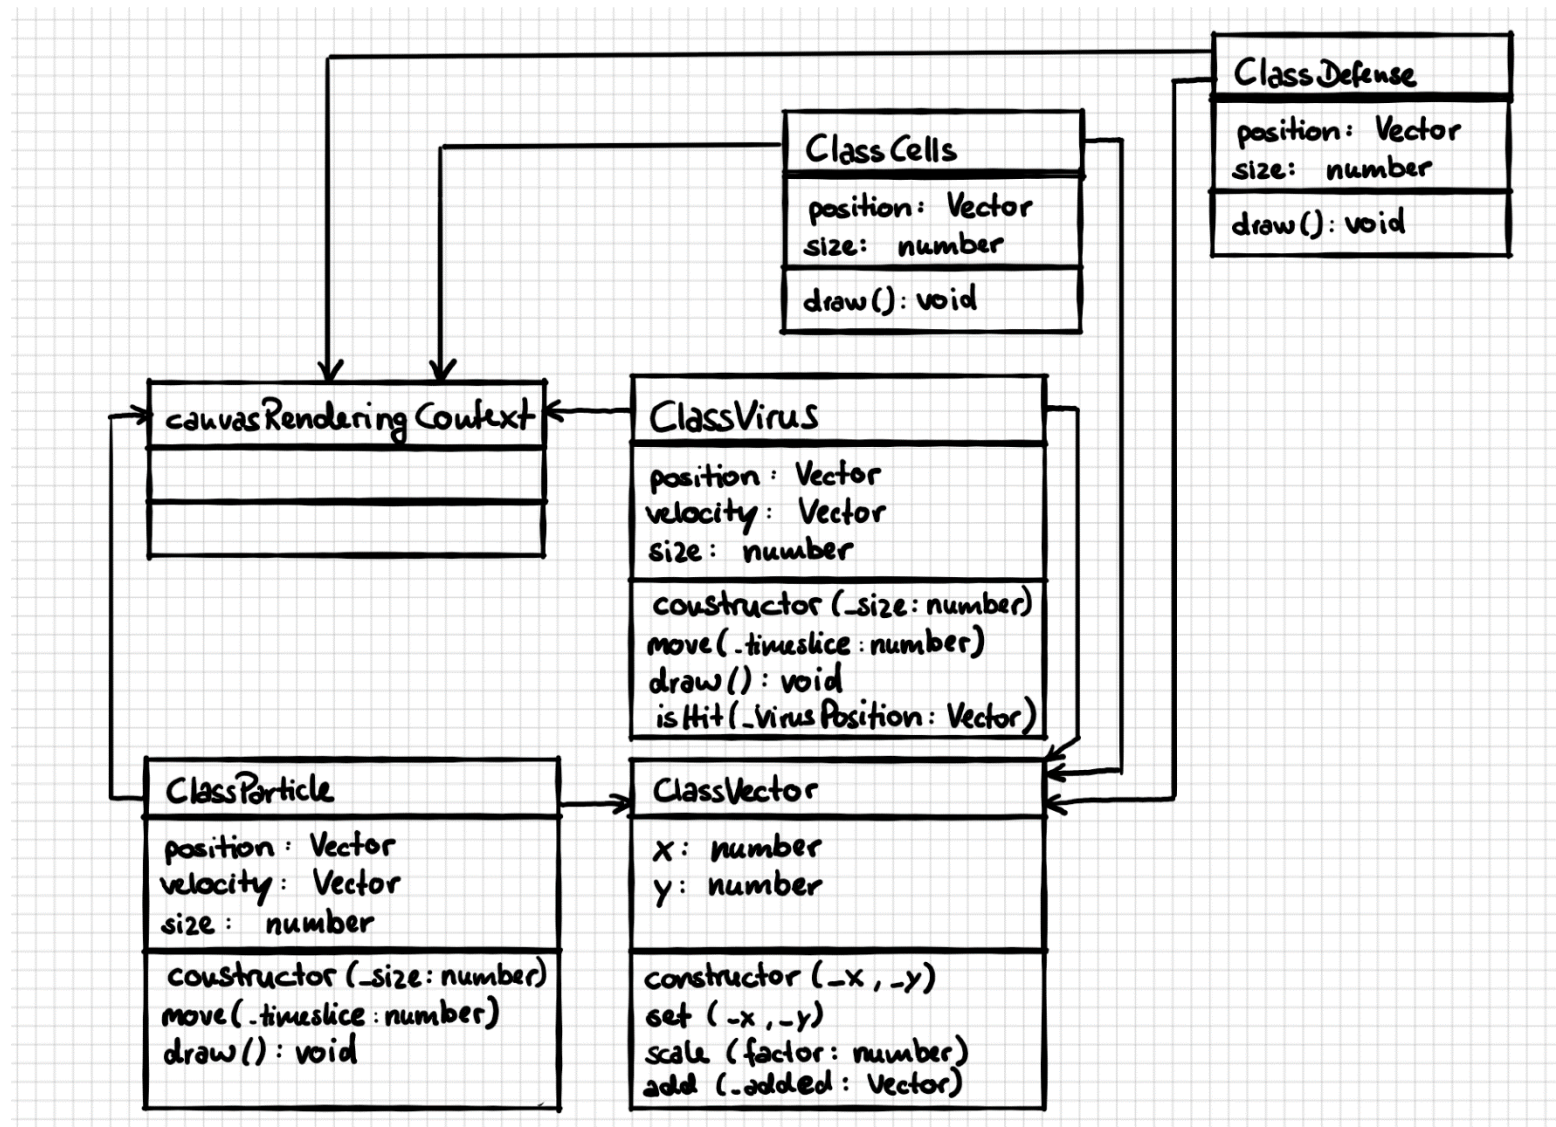 Class Defense
position: Vector
size: number
draw(): void
Class Cells
position: Vector
size: number
draw(): void
canvasRendering Context
ClassVirus
position: Vector
velocity: Vector
size: number
constructor (_size: number)
move(_timeslice: number)
draw(): void
isHit(_VirusPosition: Vector)
ClassParticle
position: Vector
velocity: Vector
size: number
constructor (_size: number)
move(_timeslice: number)
draw(): void
ClassVector
x: number
y: number
constructor (_x, _y)
set (_x, _y)
scale (factor: number)
add (_added: Vector)